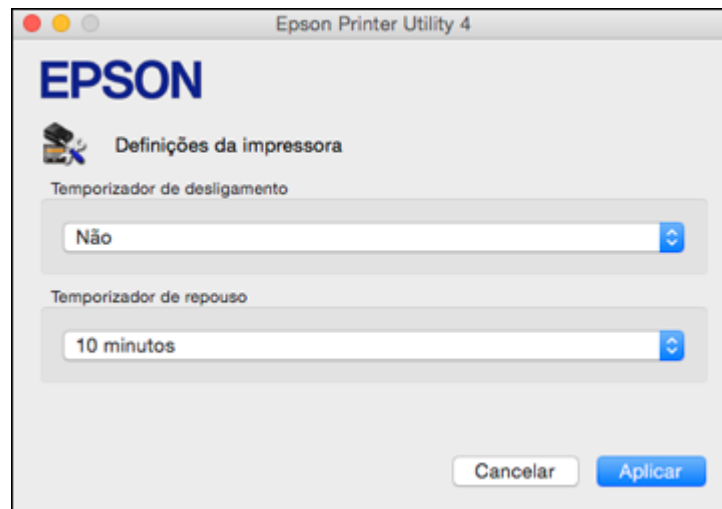 Epson Printer Utility 4
EPSON
Definições da impressora
Temporizador de desligamento
Não
Temporizador de repouso
10 minutos
Cancelar Aplicar